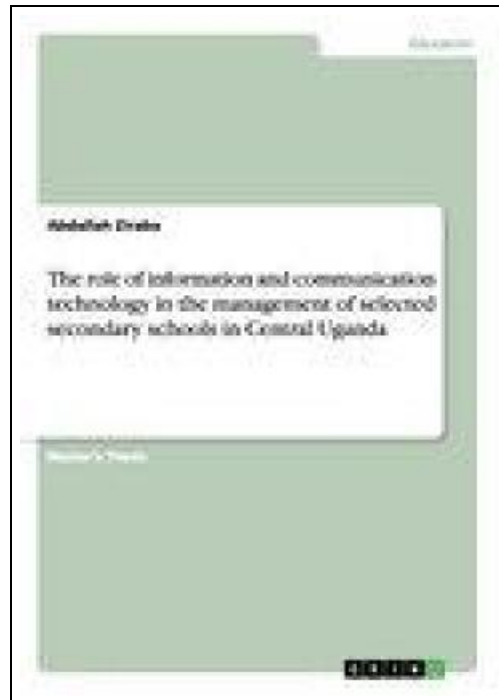 Abdallah Drake
The role of information and communication
technology in the management of selected
secondary schools in Central Uganda
Master's Thesis